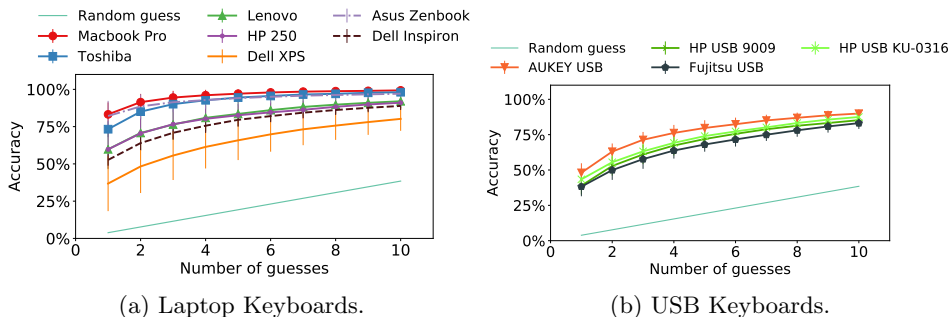 Random guess Lenovo Asus Zenbook
Macbook Pro HP 250 Dell Inspiron
Toshiba Dell XPS
100%
75%
50%
25%
0%
Accuracy
0 2 4 6 8 10
Number of guesses
(a) Laptop Keyboards.
Random guess HP USB 9009 HP USB KU-0316
AUKEY USB Fujitsu USB
100%
75%
50%
25%
0%
Accuracy
0 2 4 6 8 10
Number of guesses
(b) USB Keyboards.